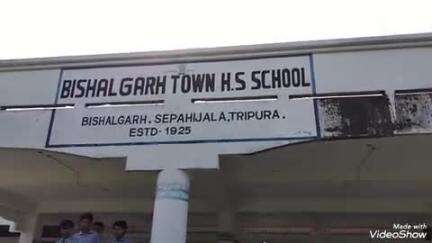 BISHALGARH TOWN H.S SCHOOL
BISHALGARH. SEPAHIJALA,TRIPURA.
ESTD- 1925
Made with
VideoShow